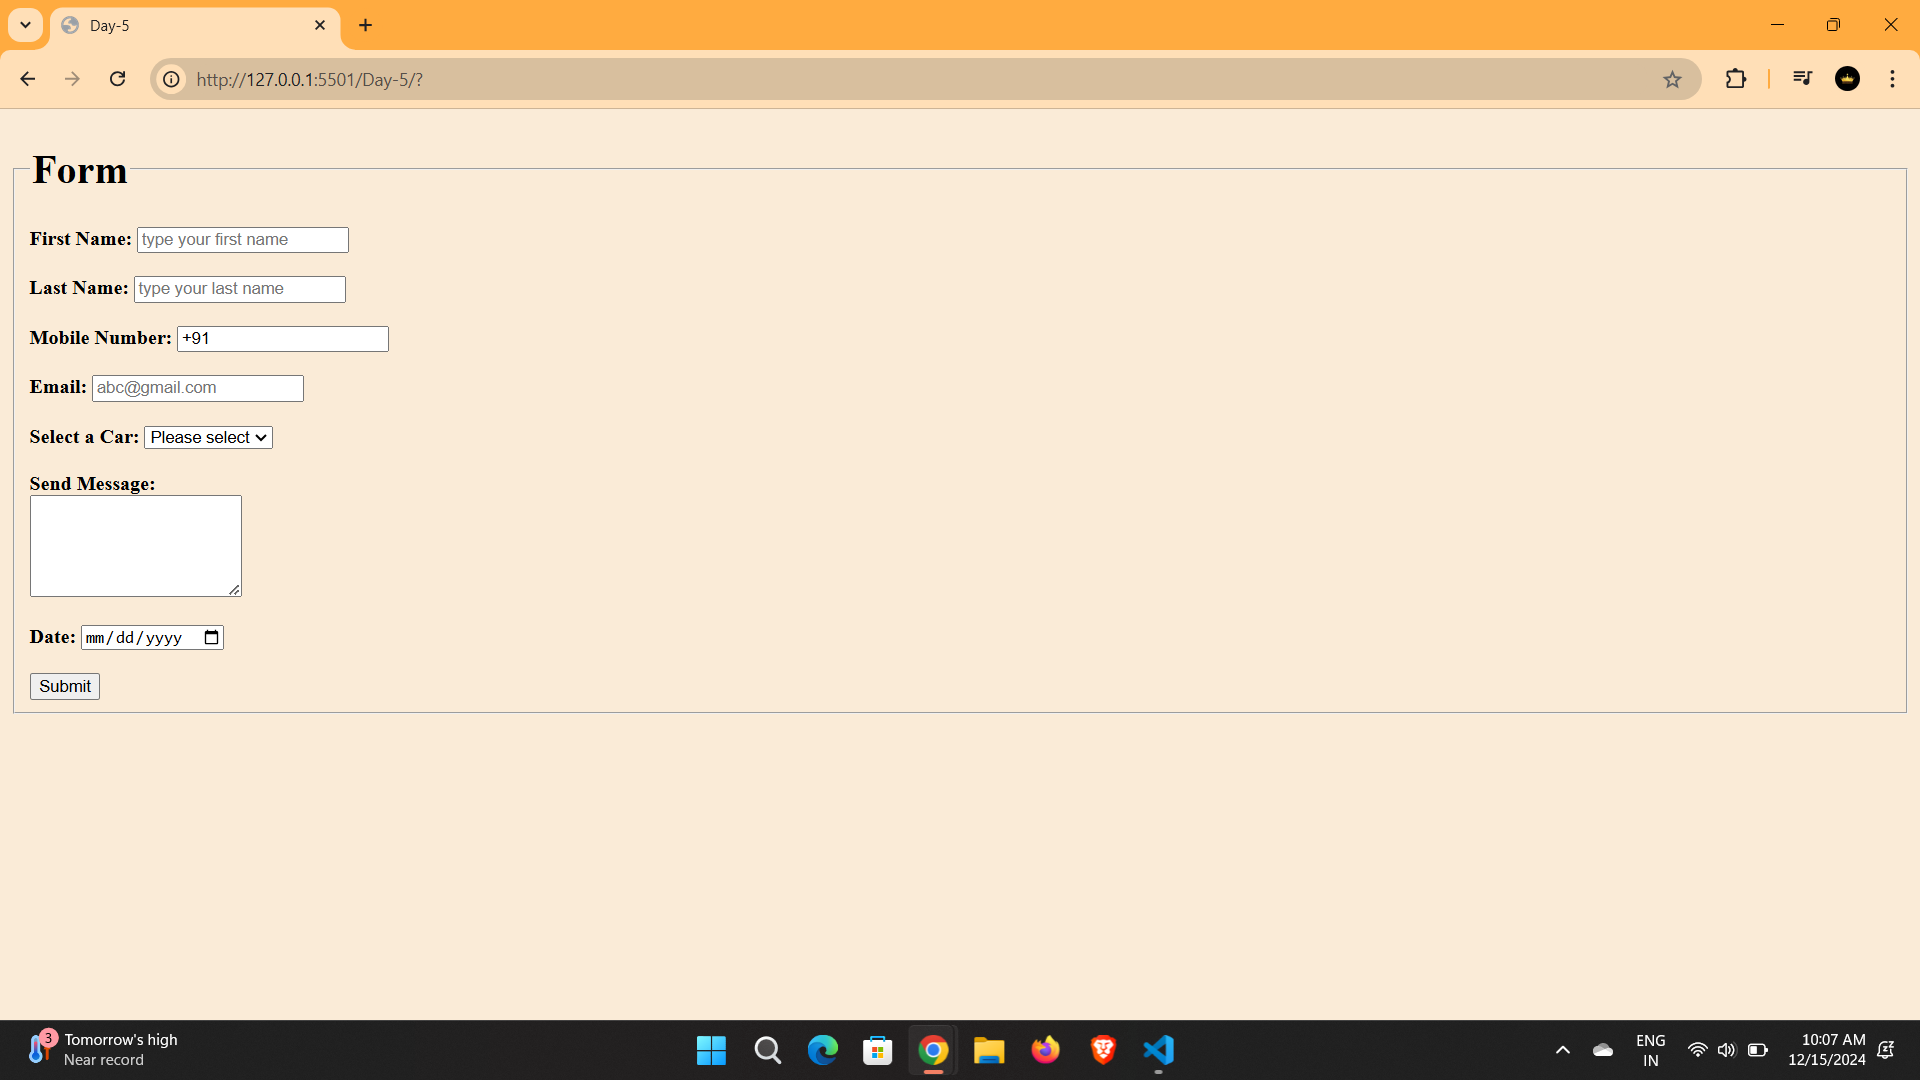 Day-5
http://127.0.0.1:5501/Day-5/?
Form
First Name: type your first name
Last Name: type your last name
Mobile Number: +91
Email: abc@gmail.com
Select a Car: Please select
Send Message:
Date: mm/dd/yyyy
Submit
3
Tomorrow's high
Near record
ENG
IN
10:07 AM
12/15/2024